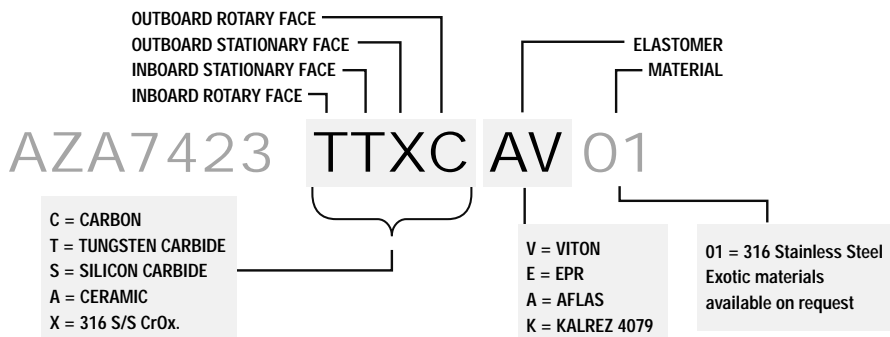 OUTBOARD ROTARY FACE
OUTBOARD STATIONARY FACE
INBOARD STATIONARY FACE
INBOARD ROTARY FACE
ELASTOMER
MATERIAL
AZA7423 TTXC AV 01
C = CARBON
T = TUNGSTEN CARBIDE
S = SILICON CARBIDE
A = CERAMIC
X = 316 S/S CrOx.
V = VITON
E = EPR
A = AFLAS
K = KALREZ 4079
01 = 316 Stainless Steel
Exotic materials
available on request